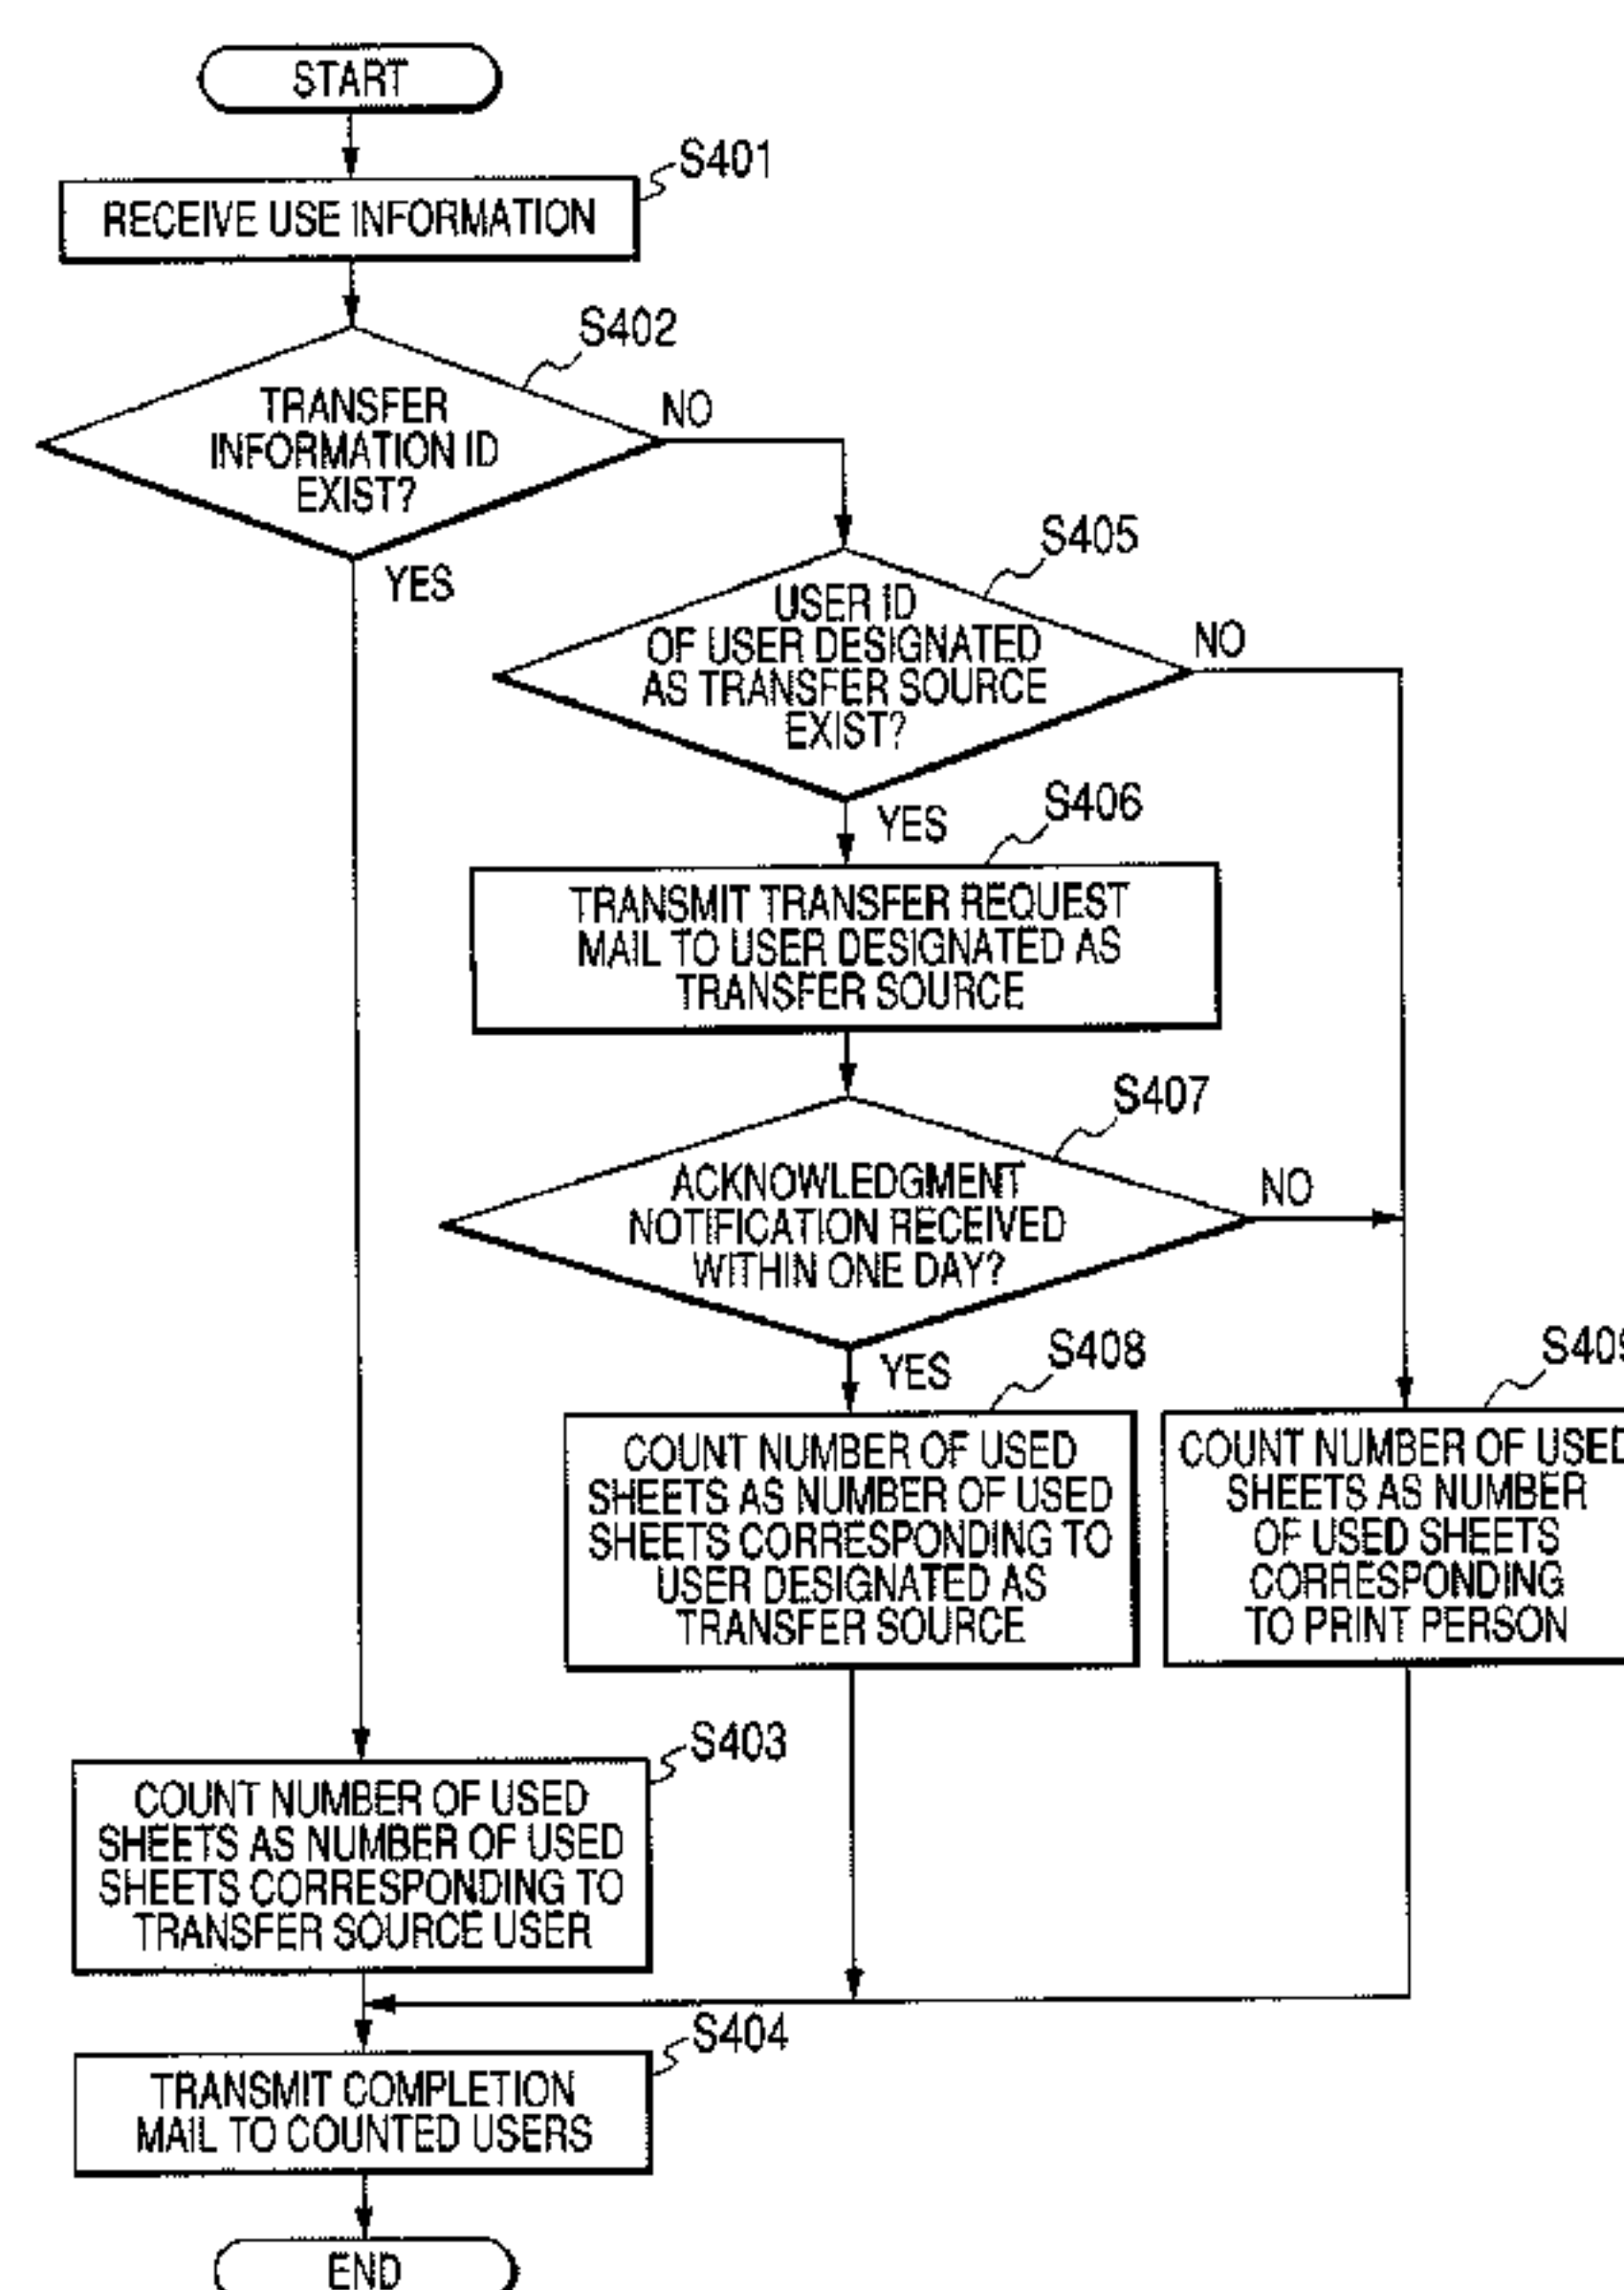 START
S401
RECEIVE USE INFORMATION
S402
TRANSFER
INFORMATION ID
EXIST?
NO
YES
S405
USER ID
OF USER DESIGNATED
AS TRANSFER SOURCE
EXIST?
NO
YES
S406
TRANSMIT TRANSFER REQUEST
MAIL TO USER DESIGNATED AS
TRANSFER SOURCE
S407
ACKNOWLEDGMENT
NOTIFICATION RECEIVED
WITHIN ONE DAY?
NO
YES
S408
COUNT NUMBER OF USED
SHEETS AS NUMBER OF USED
SHEETS CORRESPONDING TO
USER DESIGNATED AS
TRANSFER SOURCE
S409
COUNT NUMBER OF USED
SHEETS AS NUMBER
OF USED SHEETS
CORRESPONDING
TO PRINT PERSON
S403
COUNT NUMBER OF USED
SHEETS AS NUMBER OF USED
SHEETS CORRESPONDING TO
TRANSFER SOURCE USER
S404
TRANSMIT COMPLETION
MAIL TO COUNTED USERS
END